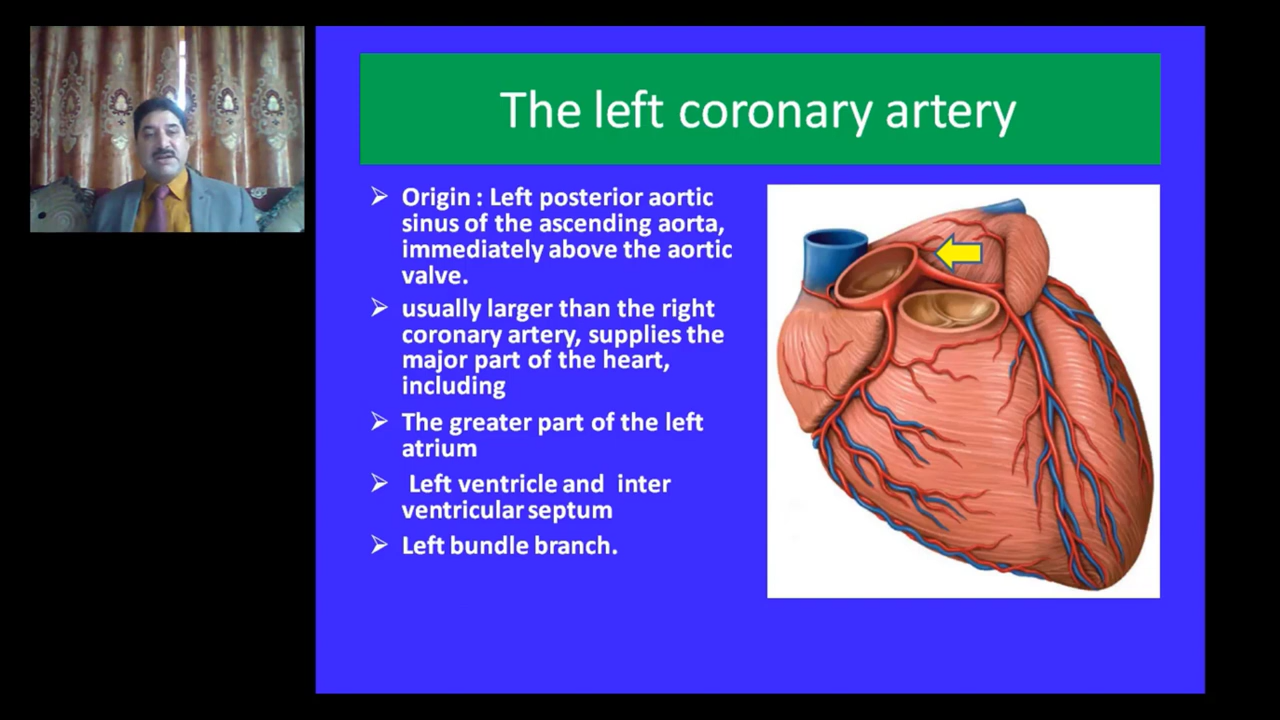 The left coronary artery
Origin : Left posterior aortic
sinus of the ascending aorta,
immediately above the aortic
valve.
usually larger than the right
coronary artery, supplies the
major part of the heart,
including
The greater part of the left
atrium
Left ventricle and inter
ventricular septum
Left bundle branch.